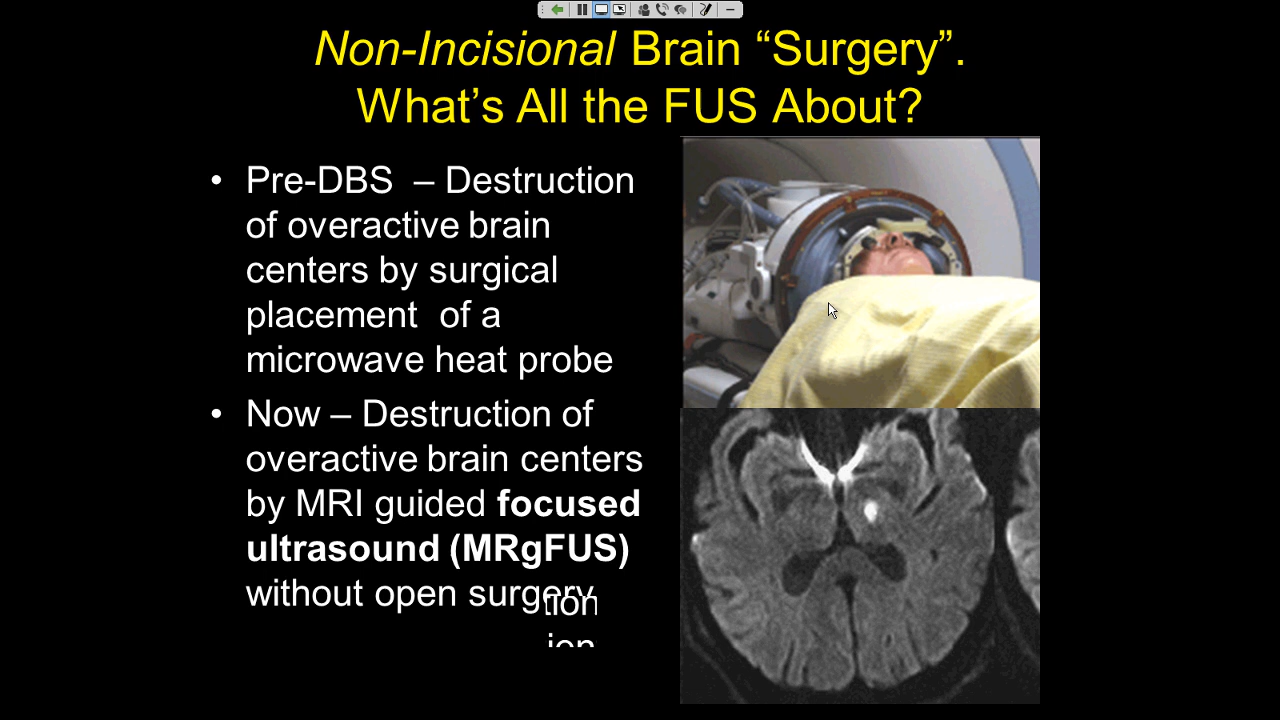 Non-Incisional Brain “Surgery”.
What’s All the FUS About?
• Pre-DBS – Destruction
of overactive brain
centers by surgical
placement of a
microwave heat probe
• Now – Destruction of
overactive brain centers
by MRI guided focused
ultrasound (MRgFUS)
without open surgery
tion
ion